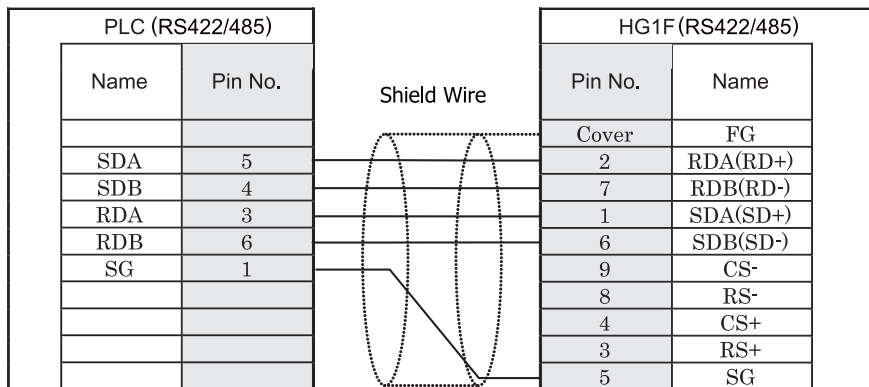 PLC (RS422/485) HG1F(RS422/485)
Name Pin No. Shield Wire Pin No. Name
Cover FG
SDA 5 2 RDA(RD+)
SDB 4 7 RDB(RD-)
RDA 3 1 SDA(SD+)
RDB 6 6 SDB(SD-)
SG 1 9 CS-
8 RS-
4 CS+
3 RS+
5 SG